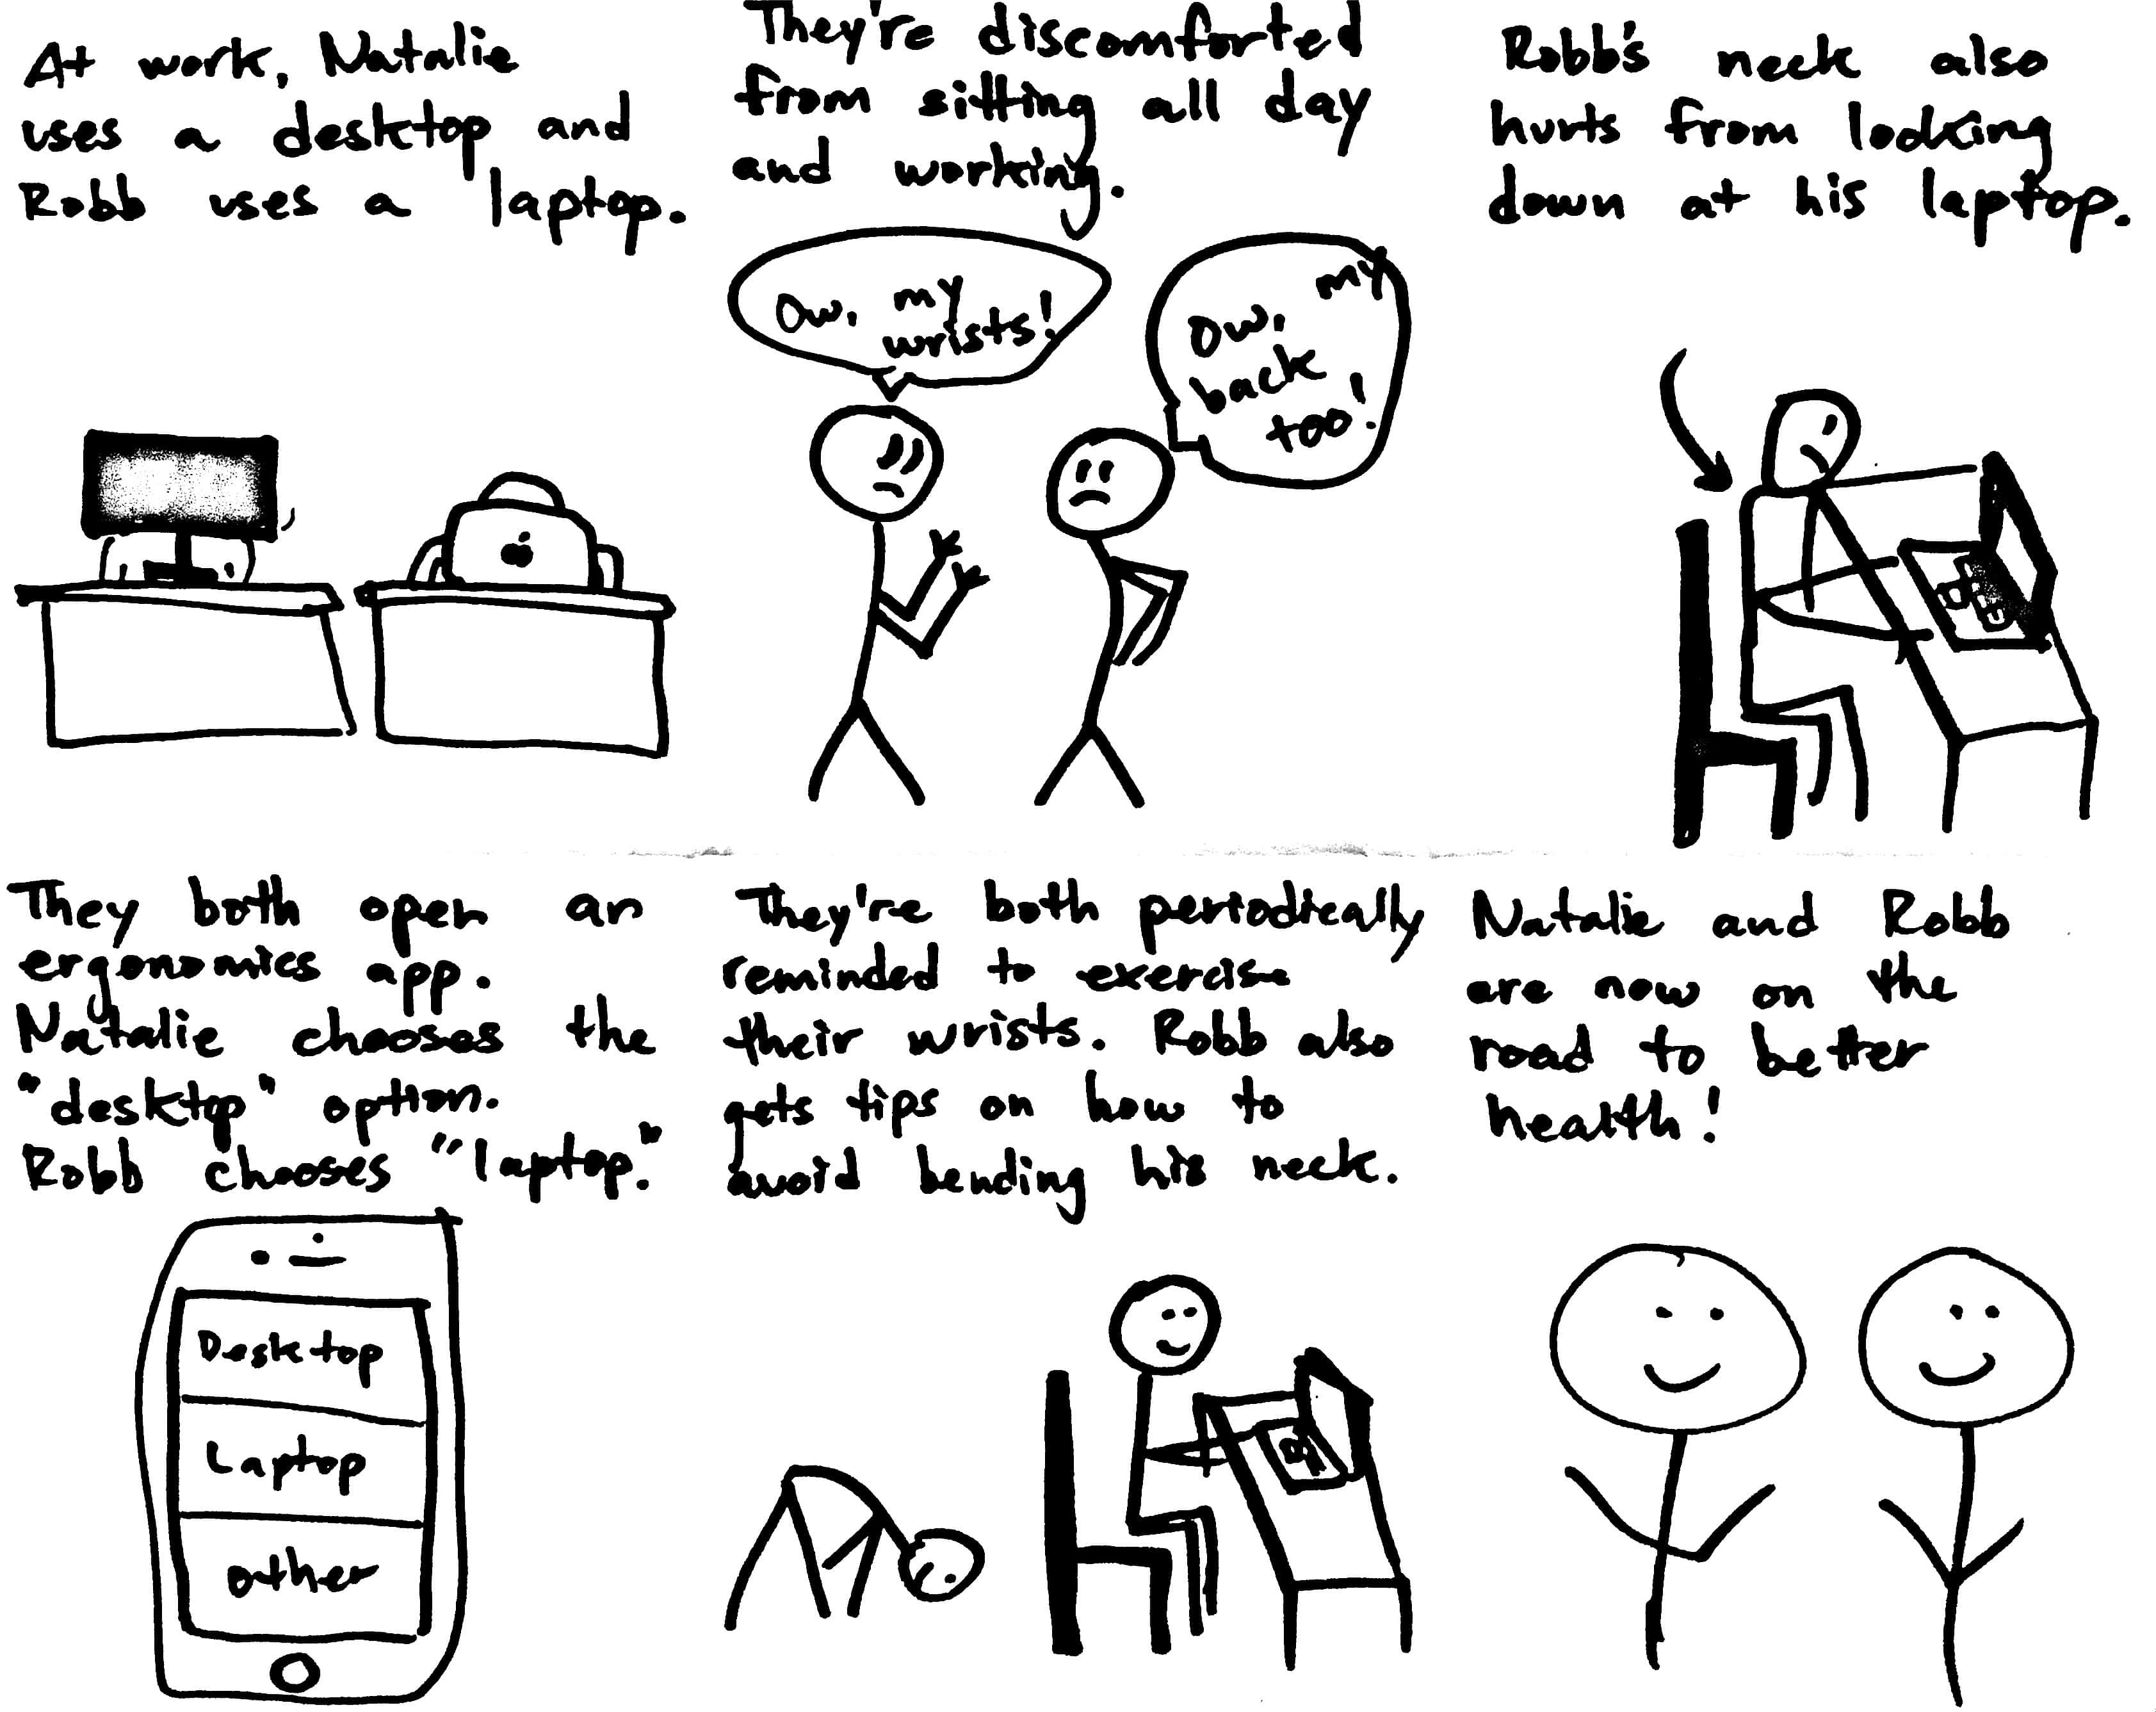 At work, Natalie
uses a desktop and
Robb uses a laptop.
They're discomforted
from sitting all day
and working.
Ow, my
wrists!
Ow, my
back
too!
Robb's neck also
hurts from looking
down at his laptop.
They both open an
ergonomics app.
Natalie chooses the
"desktop" option.
Robb chooses "laptop."
Desktop
Laptop
other
They're both periodically
reminded to exercise
their wrists. Robb also
gets tips on how to
avoid bending his neck.
Natalie and Robb
are now on the
road to better
health!